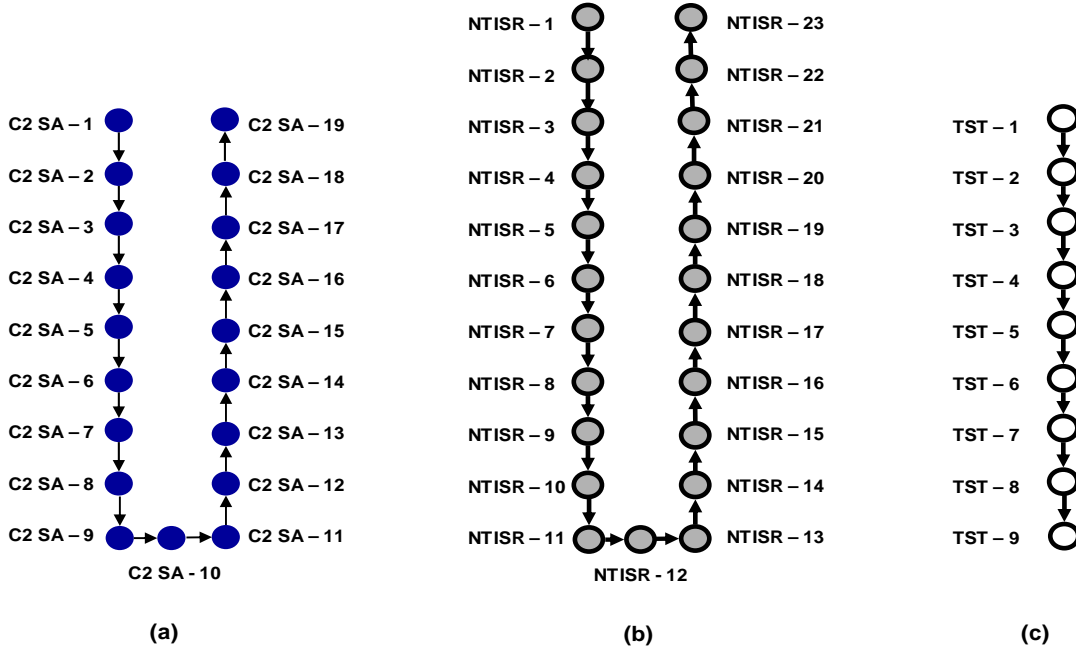 C2 SA – 1
C2 SA – 2
C2 SA – 3
C2 SA – 4
C2 SA – 5
C2 SA – 6
C2 SA – 7
C2 SA – 8
C2 SA – 9
C2 SA - 10
C2 SA – 19
C2 SA – 18
C2 SA – 17
C2 SA – 16
C2 SA – 15
C2 SA – 14
C2 SA – 13
C2 SA – 12
C2 SA – 11
(a)
NTISR – 1
NTISR – 2
NTISR – 3
NTISR – 4
NTISR – 5
NTISR – 6
NTISR – 7
NTISR – 8
NTISR – 9
NTISR – 10
NTISR – 11
NTISR - 12
NTISR – 23
NTISR – 22
NTISR – 21
NTISR – 20
NTISR – 19
NTISR – 18
NTISR – 17
NTISR – 16
NTISR – 15
NTISR – 14
NTISR – 13
(b)
TST – 1
TST – 2
TST – 3
TST – 4
TST – 5
TST – 6
TST – 7
TST – 8
TST – 9
(c)